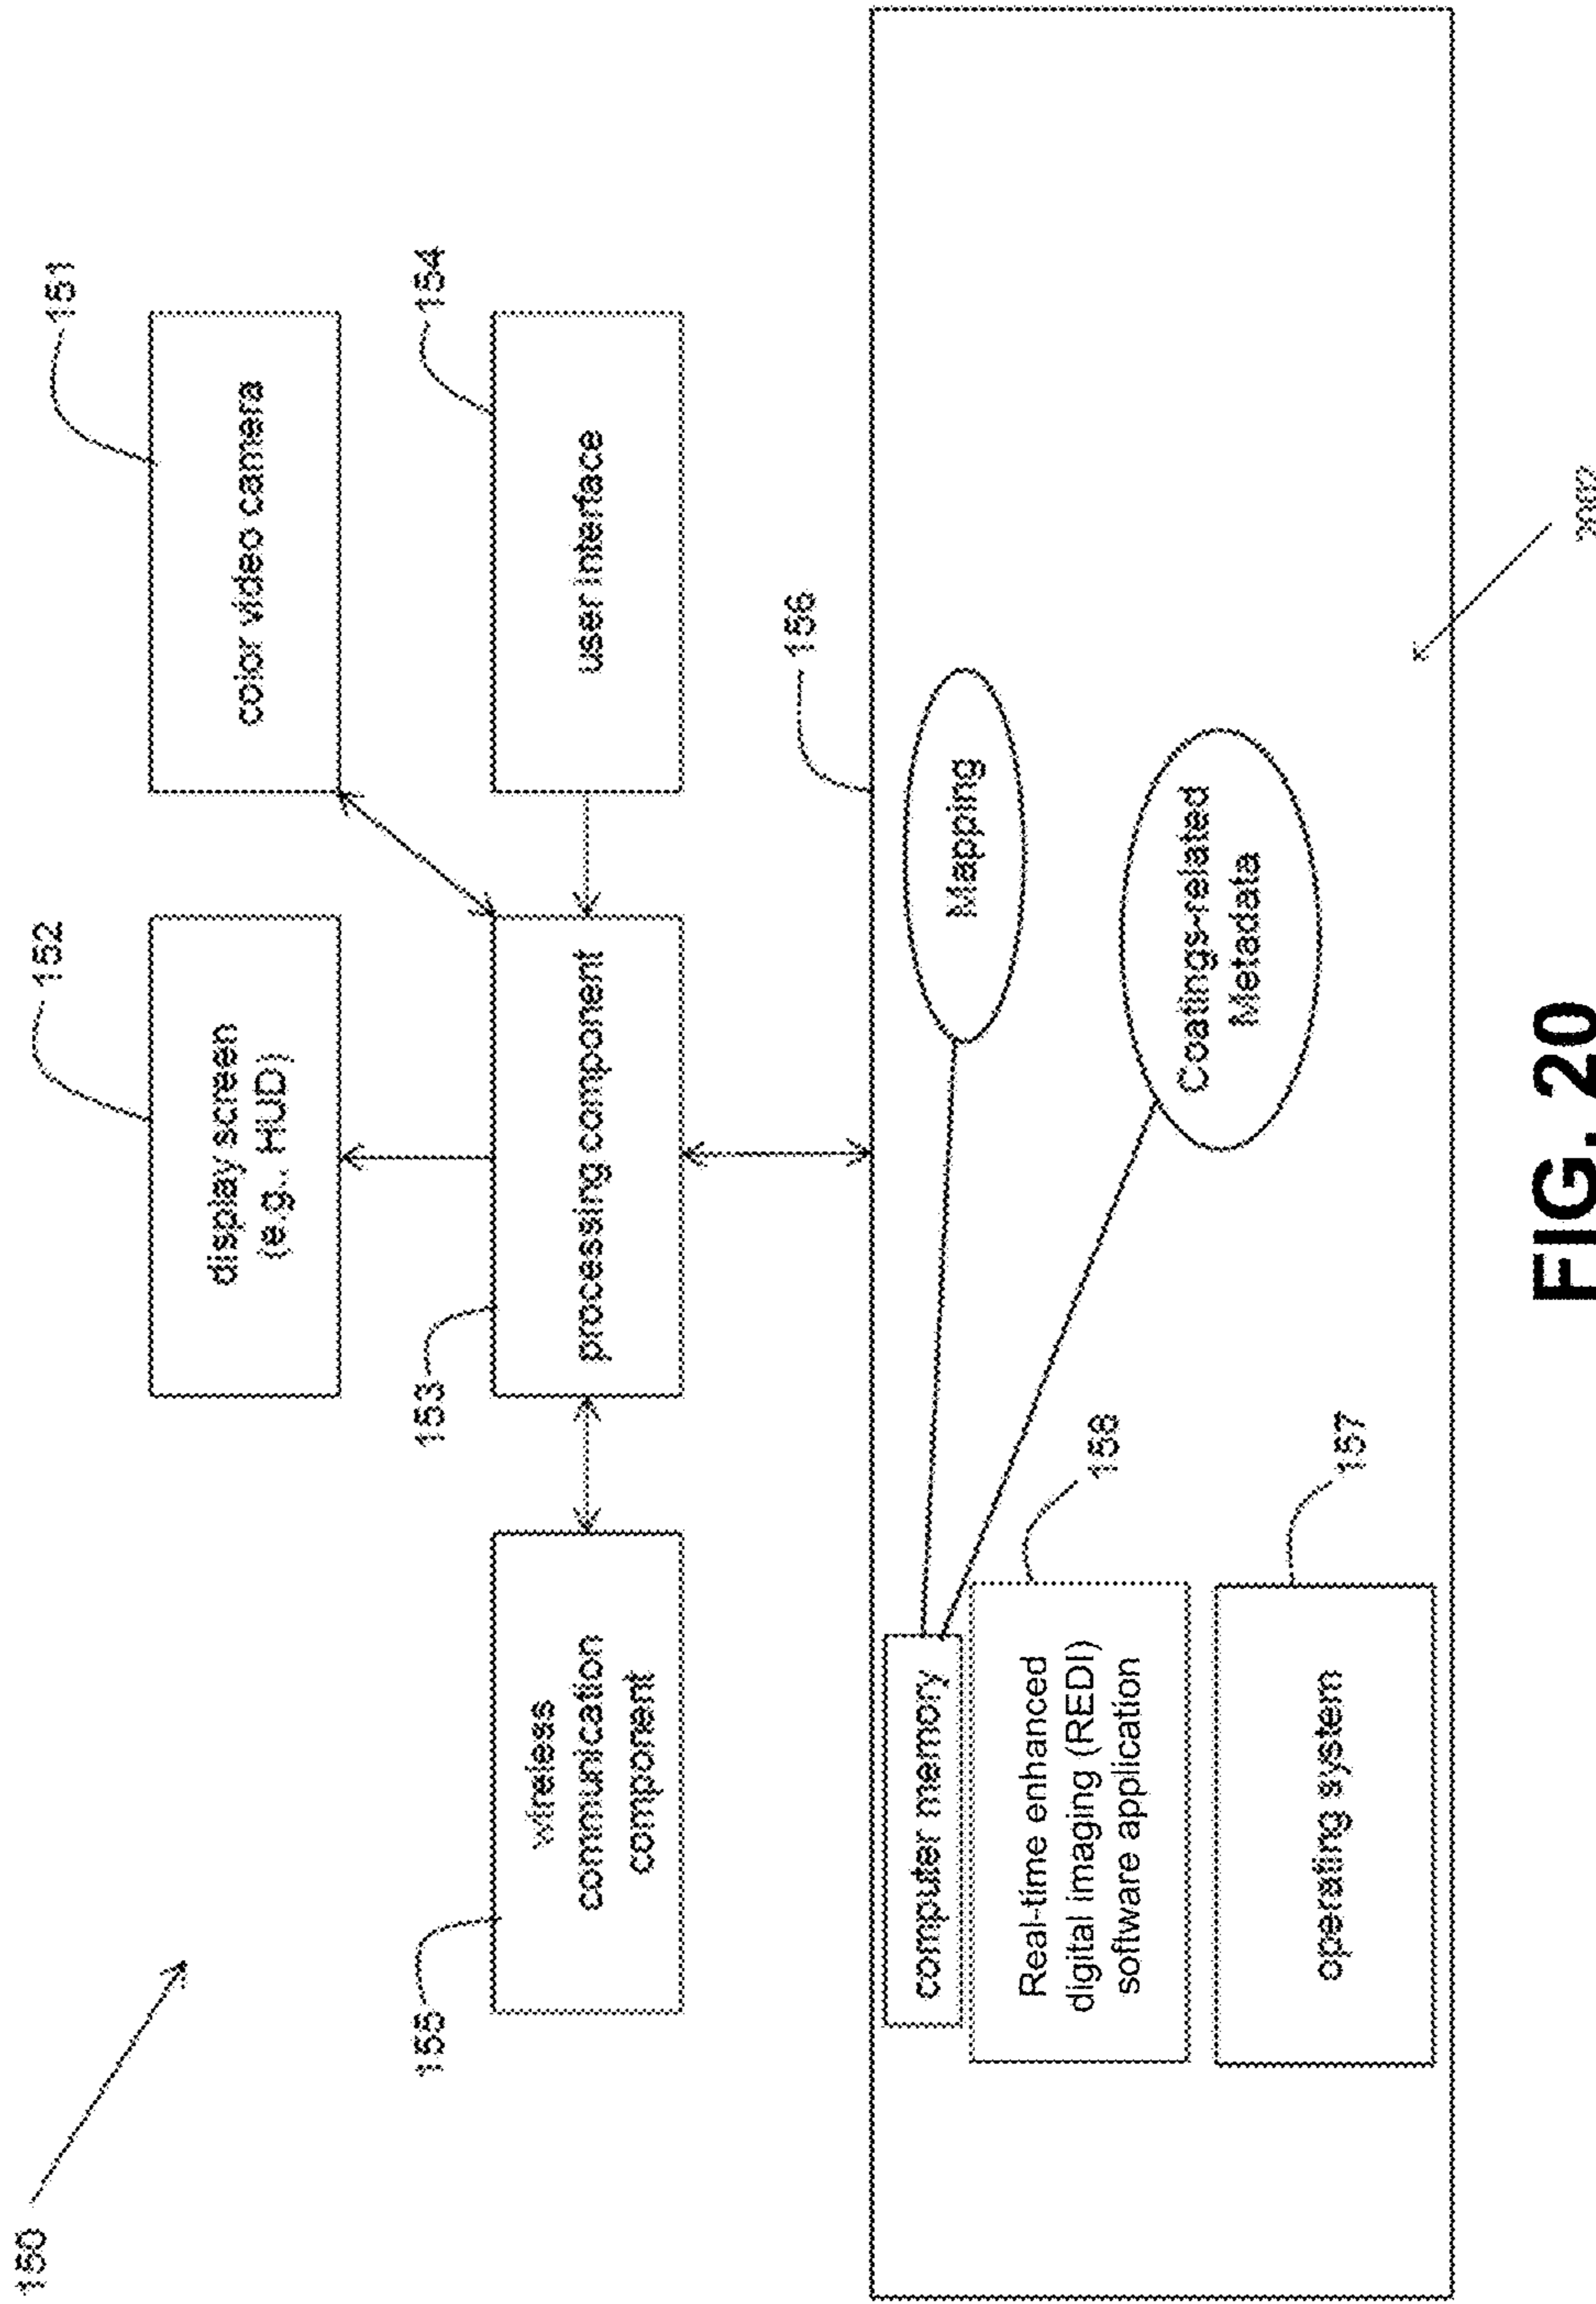 150
152
151
display screen
(e.g., HUD)
color video camera
155
153
154
wireless
communication
component
processing component
user interface
156
computer memory
Mapping
Real-time enhanced
digital imaging (REDI)
software application
158
Coatings-related
Metadata
operating system
157
2002
FIG. 20